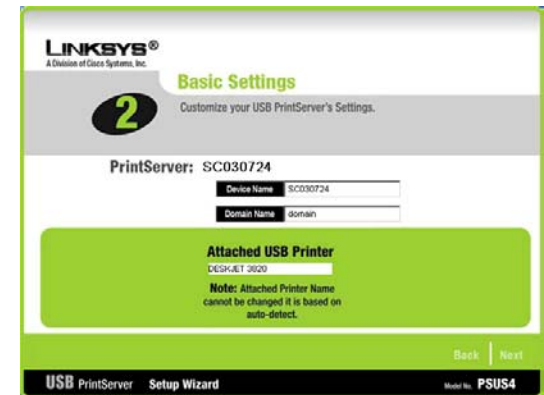 LINKSYS®
A Division of Cisco Systems, Inc.
Basic Settings
2
Customize your USB PrintServer's Settings.
PrintServer: SC030724
Device Name SC030724
Domain Name domain
Attached USB Printer
DESKJET 3820
Note: Attached Printer Name
cannot be changed it is based on
auto-detect.
Back Next
USB PrintServer Setup Wizard Model No. PSUS4